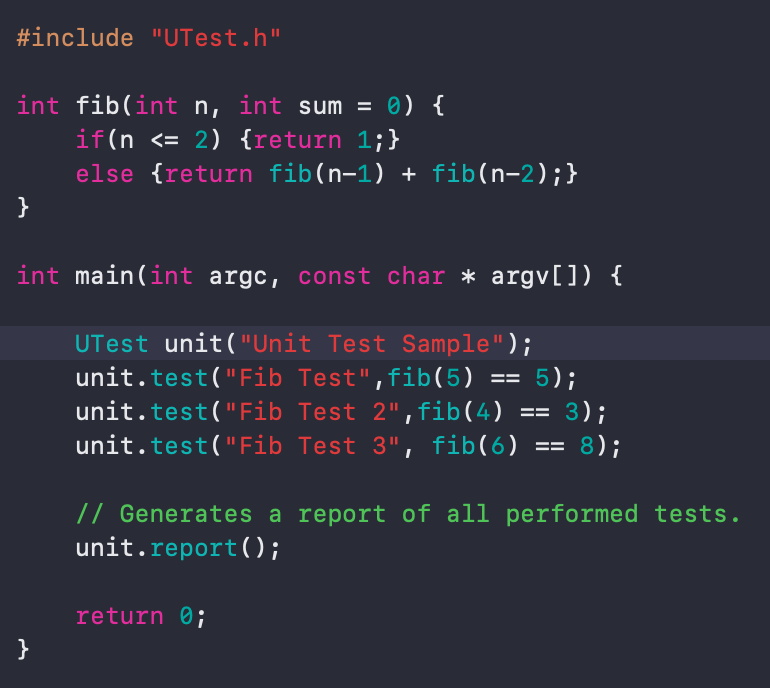 #include "UTest.h"
int fib(int n, int sum = 0) {
    if(n <= 2) {return 1;}
    else {return fib(n-1) + fib(n-2);}
}
int main(int argc, const char * argv[]) {
    UTest unit("Unit Test Sample");
    unit.test("Fib Test",fib(5) == 5);
    unit.test("Fib Test 2",fib(4) == 3);
    unit.test("Fib Test 3", fib(6) == 8);
    // Generates a report of all performed tests.
    unit.report();
    return 0;
}